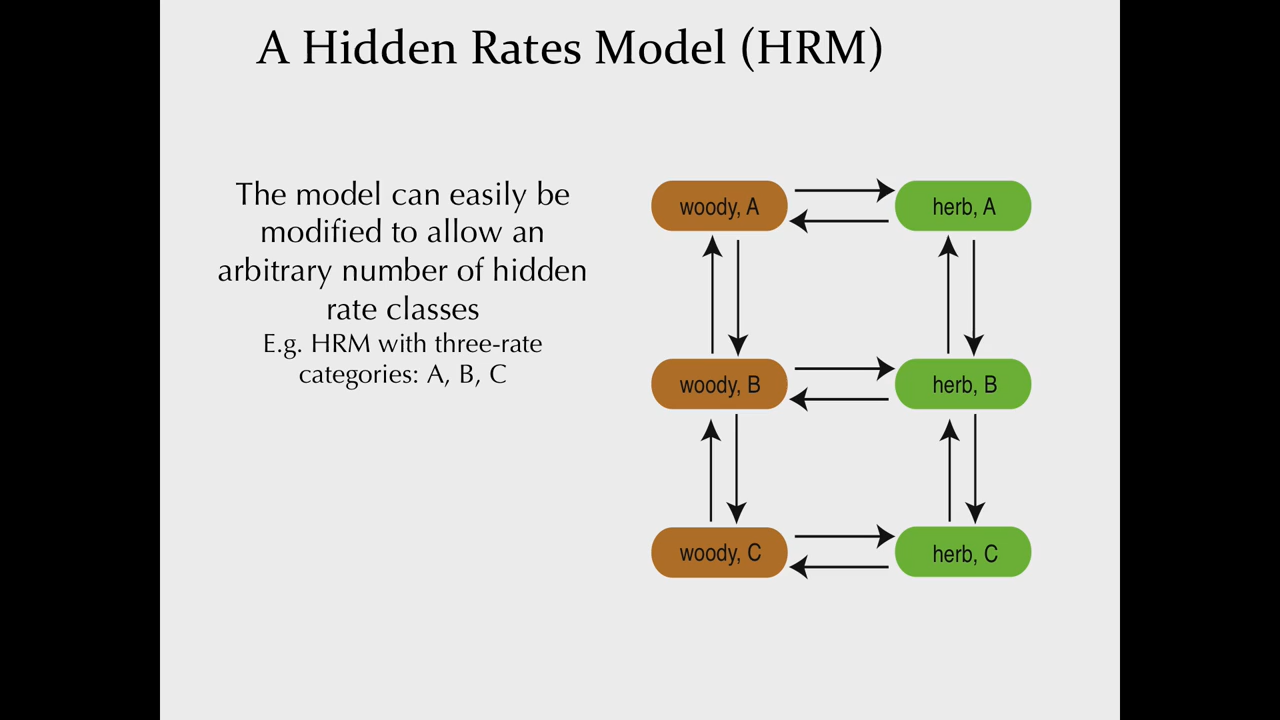 A Hidden Rates Model (HRM)
The model can easily be
modified to allow an
arbitrary number of hidden
rate classes
E.g. HRM with three-rate
categories: A, B, C
woody, A
herb, A
woody, B
herb, B
woody, C
herb, C